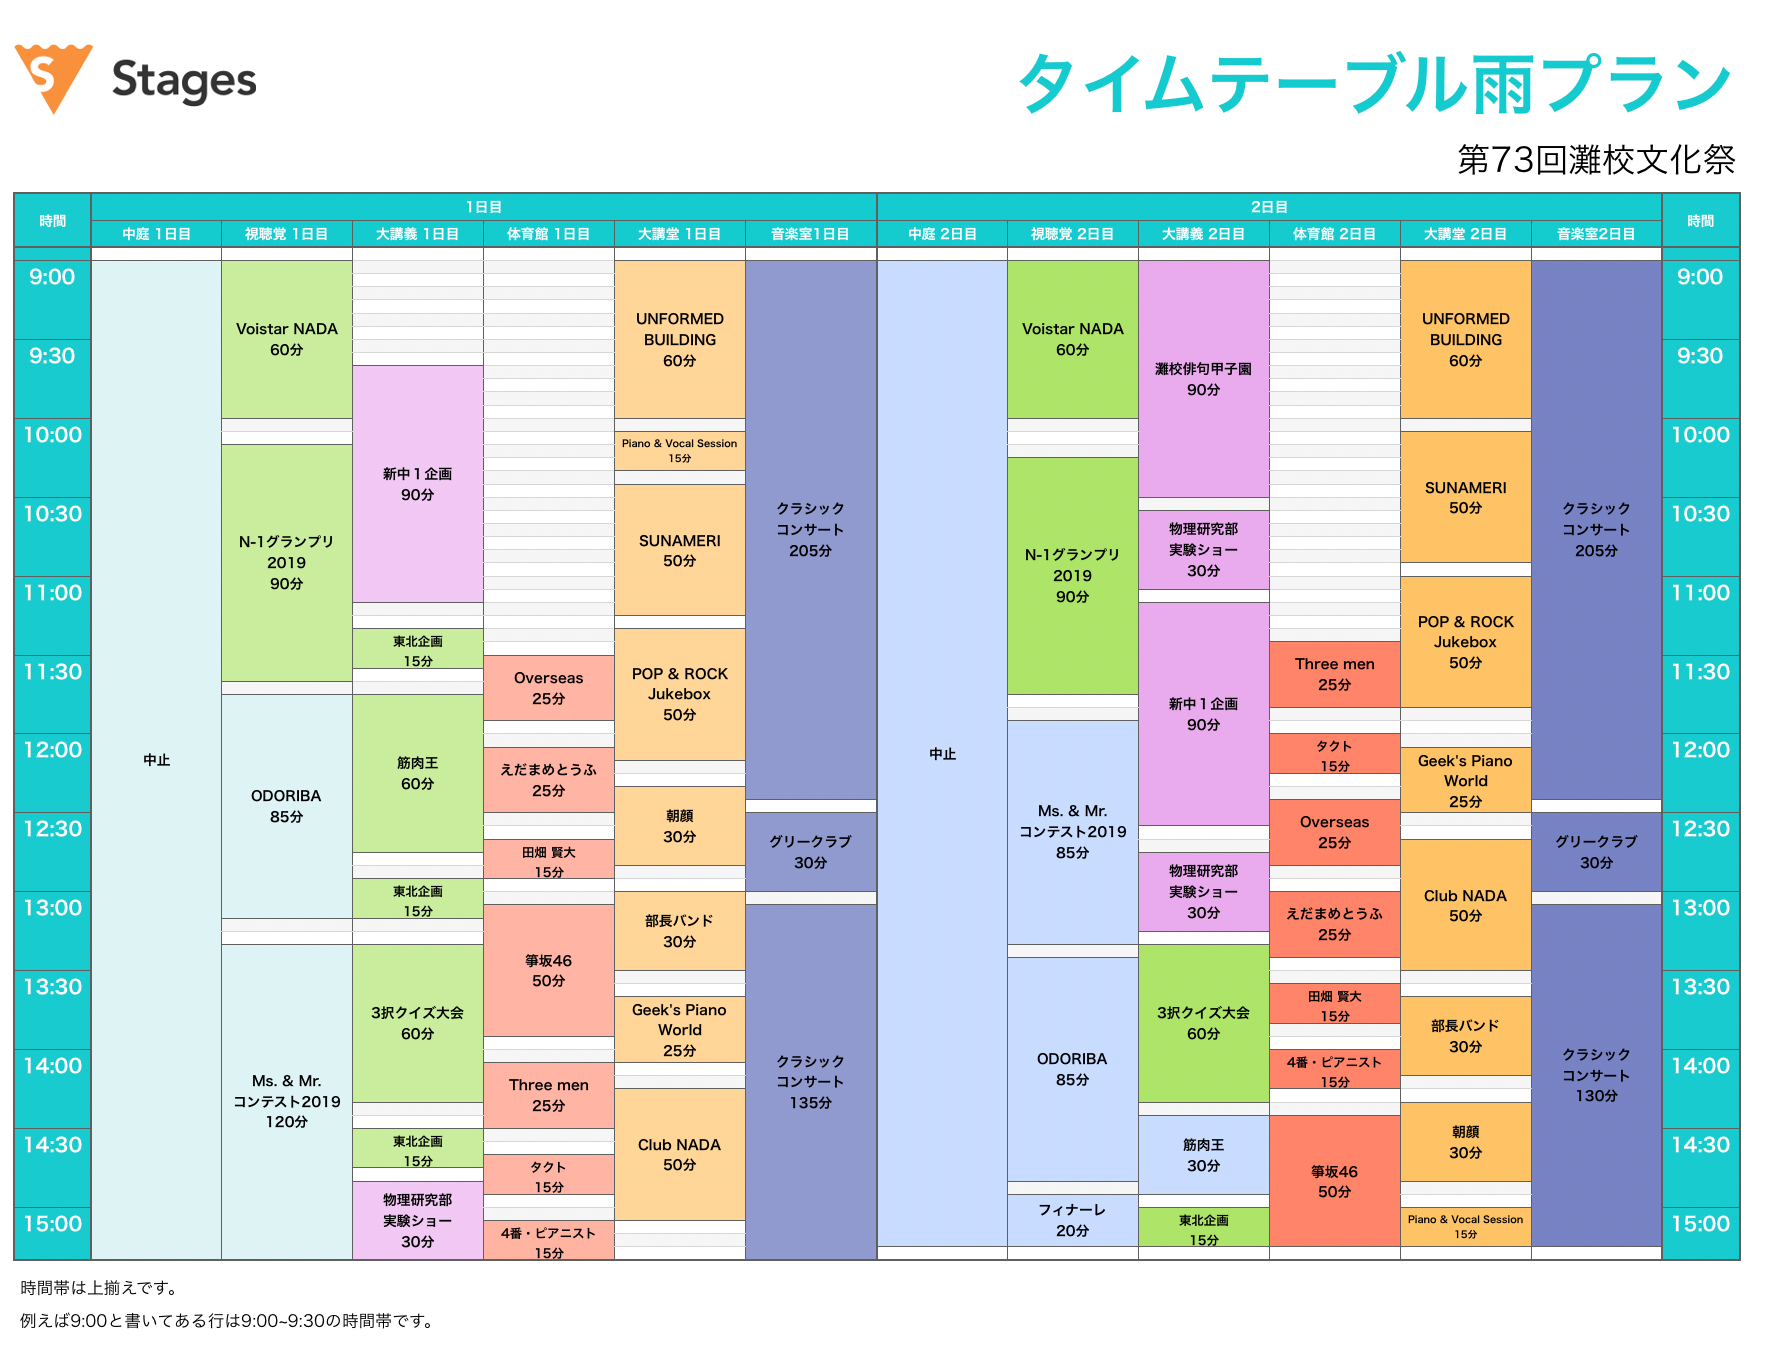 S Stages
タイムテーブル雨プラン
第73回灘校文化祭
時間 1日目 2日目 時間
中庭 1日目 視聴覚 1日目 大講義 1日目 体育館 1日目 大講堂 1日目 音楽室1日目 中庭 2日目 視聴覚 2日目 大講義 2日目 体育館 2日目 大講堂 2日目 音楽室2日目
9:00
9:30
10:00
10:30
11:00
11:30
12:00
12:30
13:00
13:30
14:00
14:30
15:00
中止
Voistar NADA
60分
N-1グランプリ
2019
90分
ODORIBA
85分
Ms. & Mr.
コンテスト2019
120分
新中１企画
90分
東北企画
15分
筋肉王
60分
東北企画
15分
3択クイズ大会
60分
東北企画
15分
物理研究部
実験ショー
30分
Overseas
25分
えだまめとうふ
25分
田畑 賢大
15分
箏坂46
50分
Three men
25分
タクト
15分
4番・ピアニスト
15分
UNFORMED
BUILDING
60分
Piano & Vocal Session
15分
SUNAMERI
50分
POP & ROCK
Jukebox
50分
朝顔
30分
部長バンド
30分
Geek's Piano
World
25分
Club NADA
50分
クラシック
コンサート
205分
グリークラブ
30分
クラシック
コンサート
135分
中止
Voistar NADA
60分
N-1グランプリ
2019
90分
Ms. & Mr.
コンテスト2019
85分
ODORIBA
85分
フィナーレ
20分
灘校俳句甲子園
90分
物理研究部
実験ショー
30分
新中１企画
90分
物理研究部
実験ショー
30分
3択クイズ大会
60分
筋肉王
30分
東北企画
15分
Three men
25分
タクト
15分
Overseas
25分
えだまめとうふ
25分
田畑 賢大
15分
4番・ピアニスト
15分
箏坂46
50分
UNFORMED
BUILDING
60分
SUNAMERI
50分
POP & ROCK
Jukebox
50分
Geek's Piano
World
25分
Club NADA
50分
部長バンド
30分
朝顔
30分
Piano & Vocal Session
15分
クラシック
コンサート
205分
グリークラブ
30分
クラシック
コンサート
130分
9:00
9:30
10:00
10:30
11:00
11:30
12:00
12:30
13:00
13:30
14:00
14:30
15:00
時間帯は上揃えです。
例えば9:00と書いてある行は9:00~9:30の時間帯です。